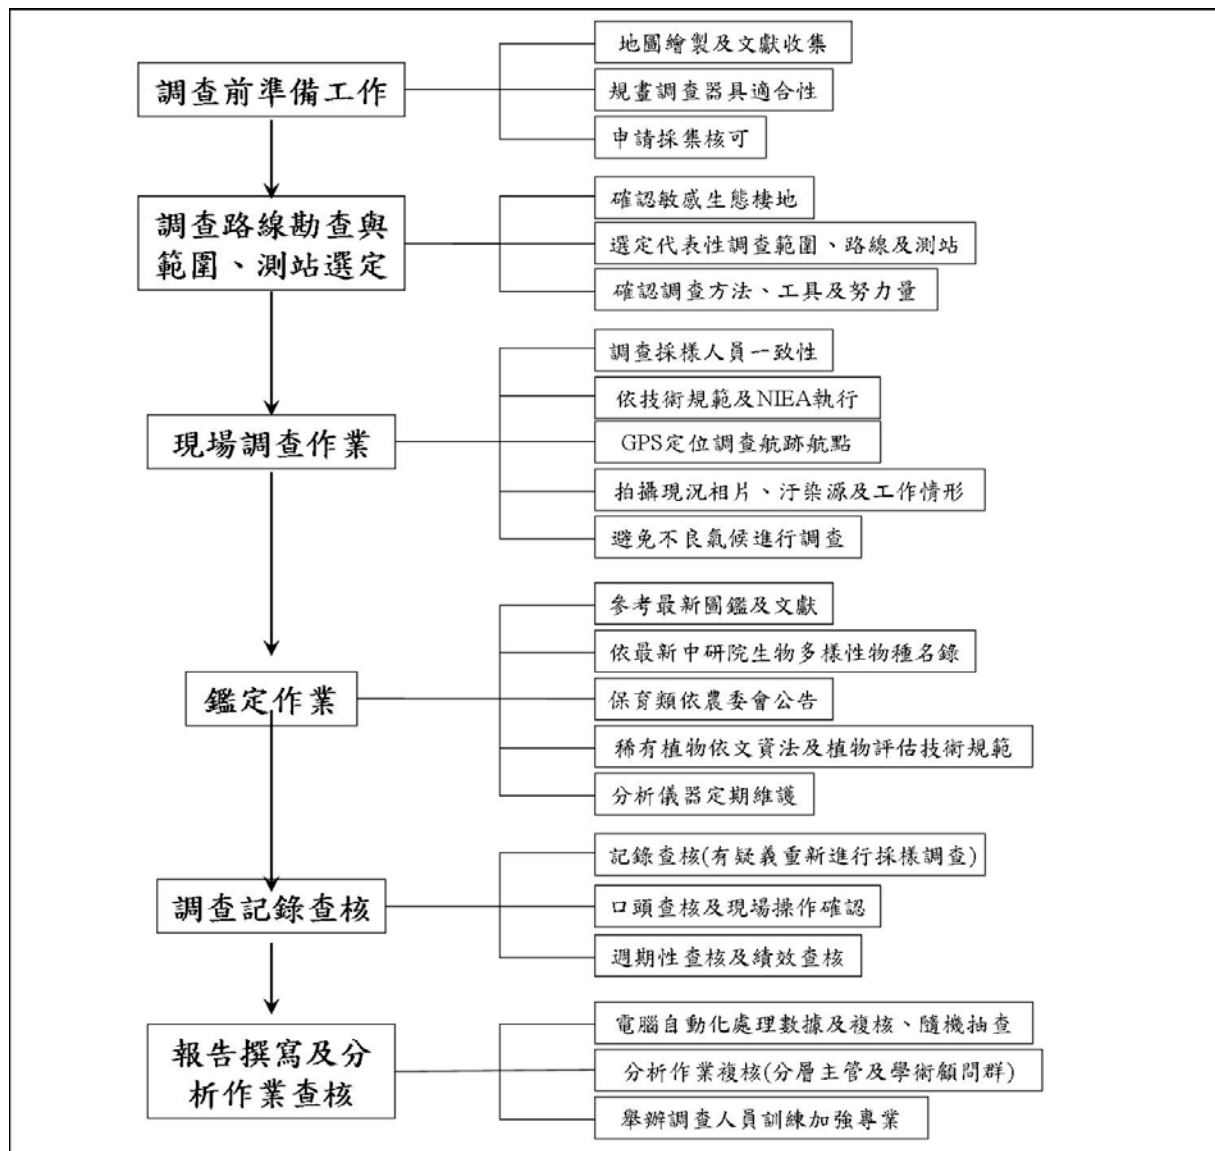 調查前準備工作
地圖繪製及文獻收集
規畫調查器具適合性
申請採集核可
調查路線勘查與
範圍、測站選定
確認敏感生態棲地
選定代表性調查範圍、路線及測站
確認調查方法、工具及努力量
現場調查作業
調查採樣人員一致性
依技術規範及NIEA執行
GPS定位調查航跡航點
拍攝現況相片、汙染源及工作情形
避免不良氣候進行調查
鑑定作業
參考最新圖鑑及文獻
依最新中研院生物多樣性物種名錄
保育類依農委會公告
稀有植物依文資法及植物評估技術規範
分析儀器定期維護
調查記錄查核
記錄查核(有疑義重新進行採樣調查)
口頭查核及現場操作確認
週期性查核及績效查核
報告撰寫及分
析作業查核
電腦自動化處理數據及複核、隨機抽查
分析作業複核(分層主管及學術顧問群)
舉辦調查人員訓練加強專業